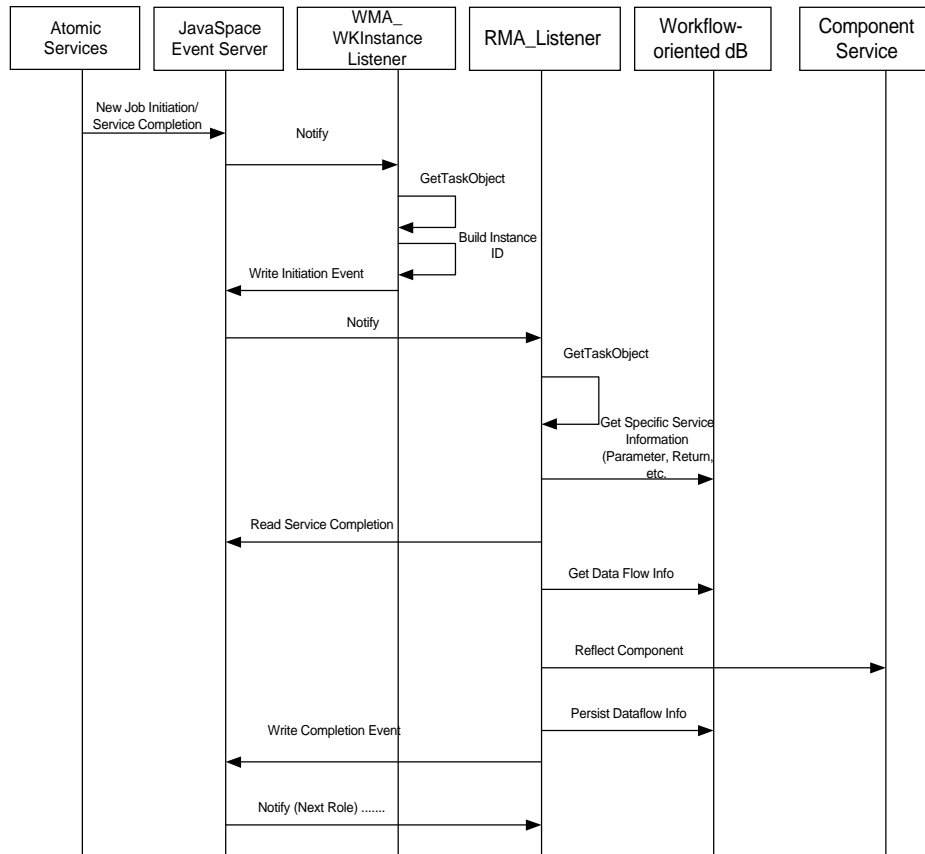 Atomic
Services
JavaSpace
Event Server
WMA_
WKInstance
Listener
RMA_Listener
Workflow-
oriented dB
Component
Service
New Job Initiation/
Service Completion
Notify
GetTaskObject
Build Instance
ID
Write Initiation Event
Notify
GetTaskObject
Get Specific Service
Information
(Parameter, Return,
etc.
Read Service Completion
Get Data Flow Info
Reflect Component
Persist Dataflow Info
Write Completion Event
Notify (Next Role) .......